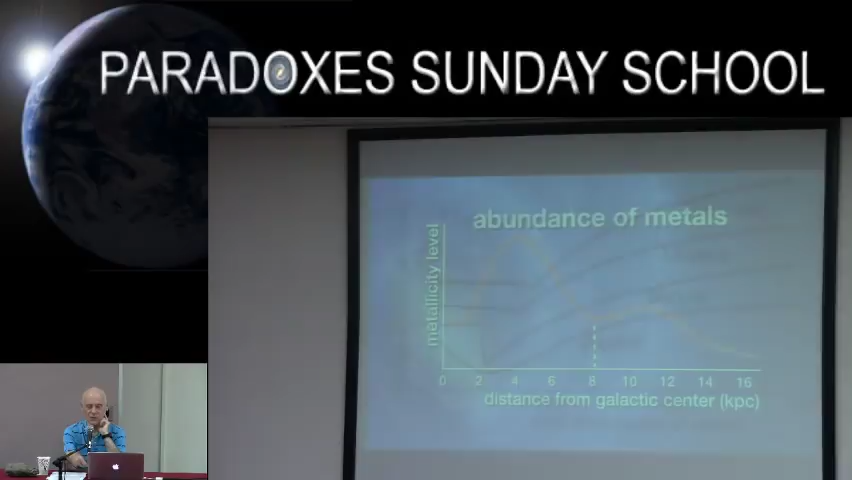 PARADOXES SUNDAY SCHOOL
abundance of metals
metallicity level
0 2 4 6 8 10 12 14 16
distance from galactic center (kpc)